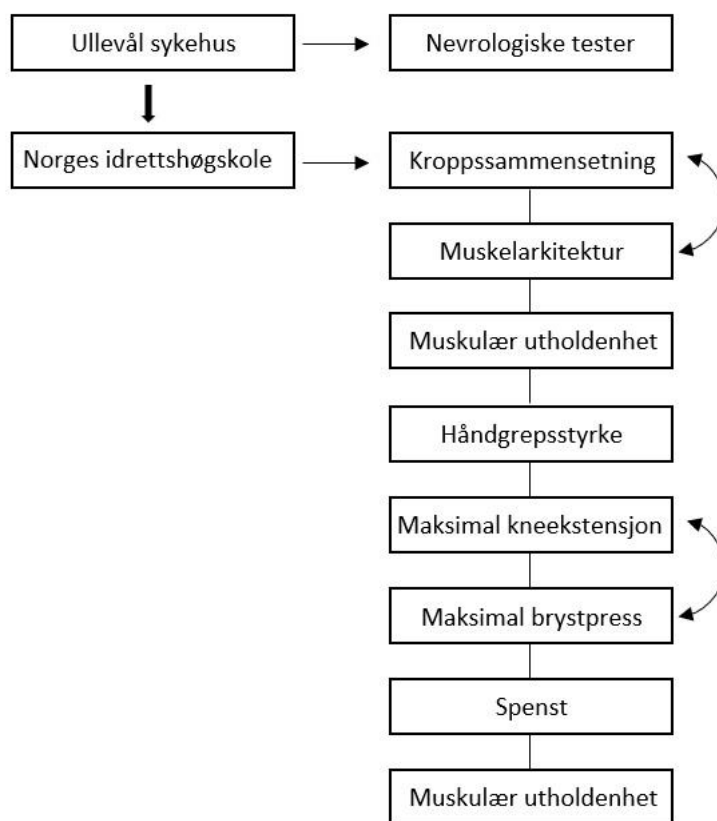 Ullevål sykehus
Nevrologiske tester
Norges idrettshøgskole
Kroppssammensetning
Muskelarkitektur
Muskulær utholdenhet
Håndgrepsstyrke
Maksimal kneekstensjon
Maksimal brystpress
Spenst
Muskulær utholdenhet